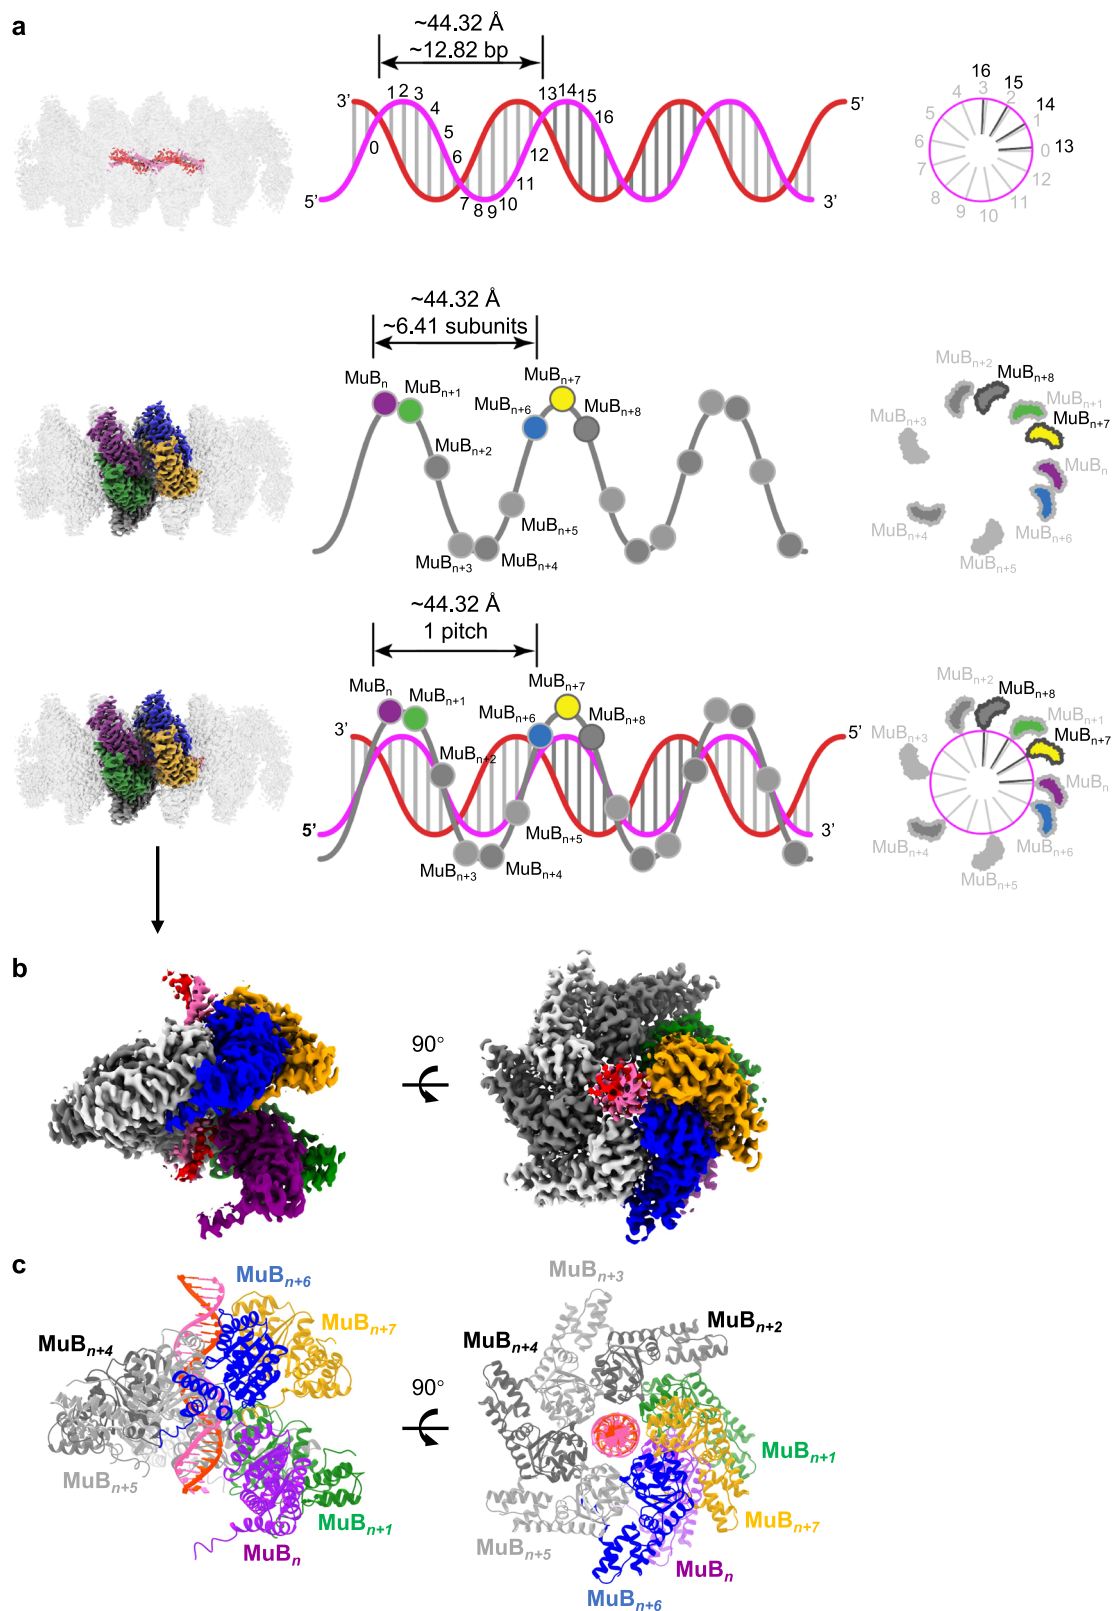 a
~44.32 Å
~12.82 bp
3’
1 2 3
4
5
6
0
7 8 9 10
11
12
13 14 15
16
5’
5’
3’
16
15
14
13
3
2
1
0
4
5
6
7
8
9
10
11
12
~44.32 Å
~6.41 subunits
MuBn
MuBn+1
MuBn+2
MuBn+3
MuBn+4
MuBn+5
MuBn+6
MuBn+7
MuBn+8
MuBn+2
MuBn+8
MuBn+1
MuBn+7
MuBn+3
MuBn
MuBn+4
MuBn+6
MuBn+5
~44.32 Å
1 pitch
MuBn
MuBn+1
MuBn+7
MuBn+6
MuBn+8
3’
5’
MuBn+2
5’
MuBn+5
3’
MuBn+3
MuBn+4
MuBn+2
MuBn+8
MuBn+1
MuBn+7
MuBn+3
MuBn
MuBn+4
MuBn+6
MuBn+5
b
90°
c
MuBn+6
MuBn+7
MuBn+4
MuBn+5
MuBn+1
MuBn
90°
MuBn+3
MuBn+2
MuBn+4
MuBn+1
MuBn+7
MuBn+5
MuBn
MuBn+6